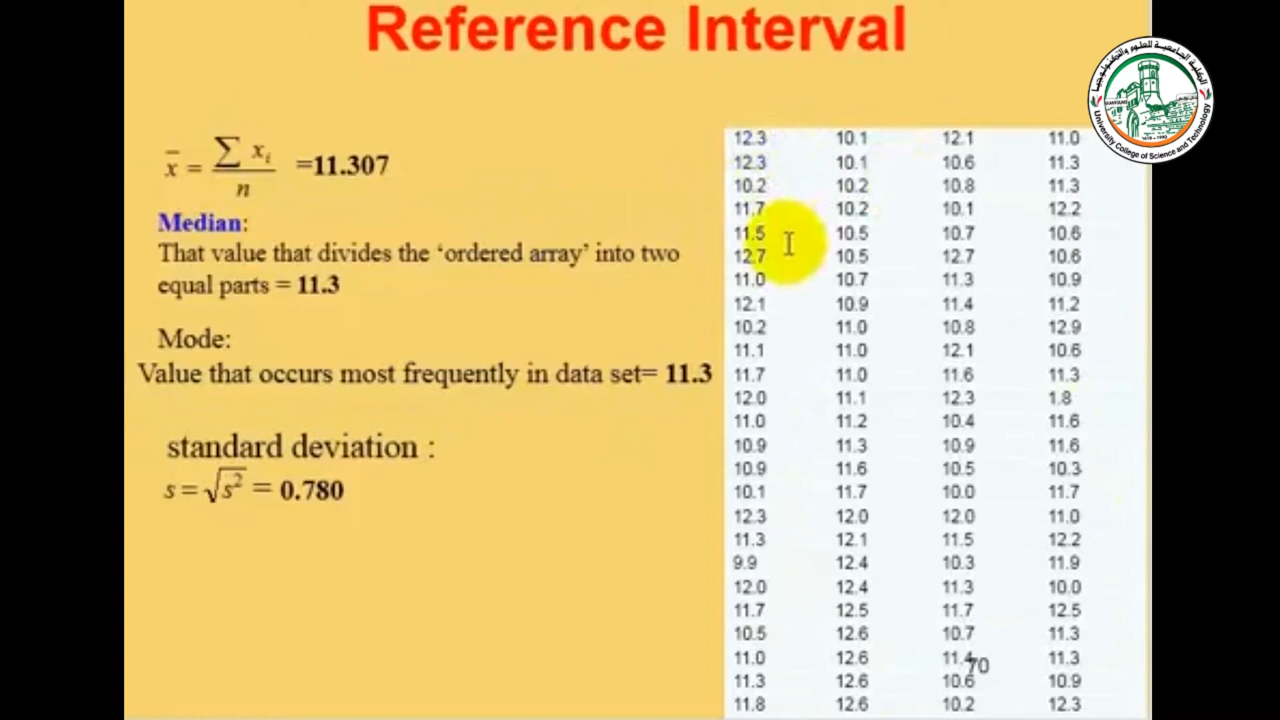 Reference Interval
الكلية الجامعية للعلوم والتكنولوجيا
University College of Science and Technology
x̄ = ∑ xᵢ / n =11.307
Median:
That value that divides the ‘ordered array’ into two
equal parts = 11.3
Mode:
Value that occurs most frequently in data set= 11.3
standard deviation :
s = √s² = 0.780
12.3 10.1 12.1 11.0
12.3 10.1 10.6 11.3
10.2 10.2 10.8 11.3
11.7 10.2 10.1 12.2
11.5 10.5 10.7 10.6
12.7 10.5 12.7 10.6
11.0 10.7 11.3 10.9
12.1 10.9 11.4 11.2
10.2 11.0 10.8 12.9
11.1 11.0 12.1 10.6
11.7 11.0 11.6 11.3
12.0 11.1 12.3 1.8
11.0 11.2 10.4 11.6
10.9 11.3 10.9 11.6
10.9 11.6 10.5 10.3
10.1 11.7 10.0 11.7
12.3 12.0 12.0 11.0
11.3 12.1 11.5 12.2
9.9 12.4 10.3 11.9
12.0 12.4 11.3 10.0
11.7 12.5 11.7 12.5
10.5 12.6 10.7 11.3
11.0 12.6 11.4 11.3
70
11.3 12.6 10.6 10.9
11.8 12.6 10.2 12.3